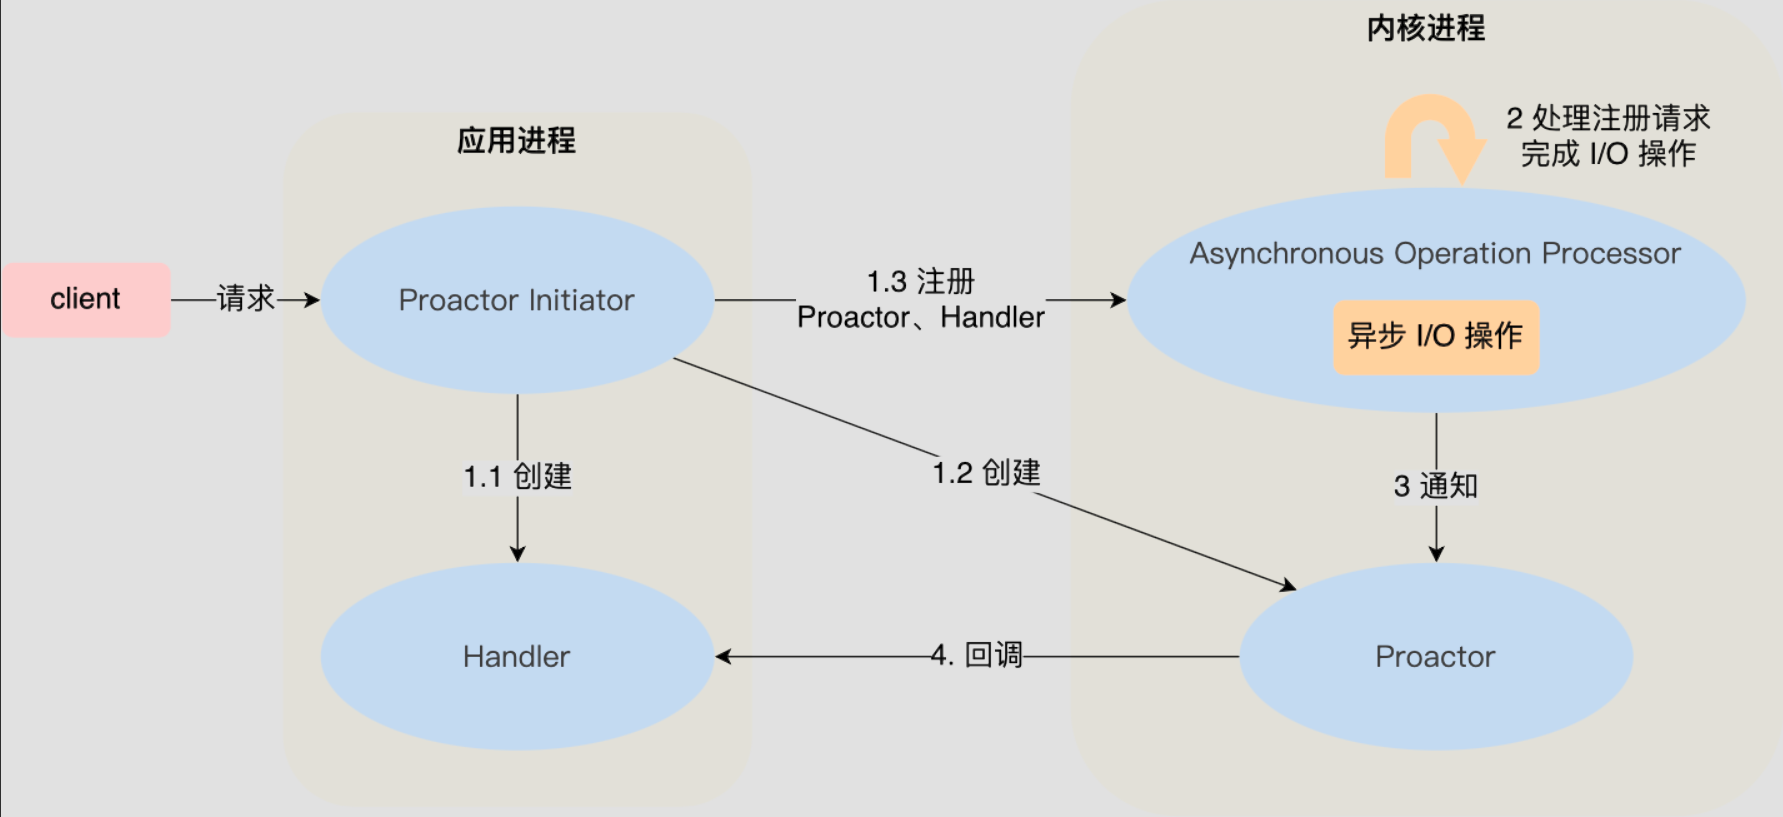 内核进程
2 处理注册请求
完成 I/O 操作
应用进程
client
请求
Proactor Initiator
1.3 注册
Proactor、Handler
Asynchronous Operation Processor
异步 I/O 操作
1.1 创建
1.2 创建
3 通知
Handler
4. 回调
Proactor